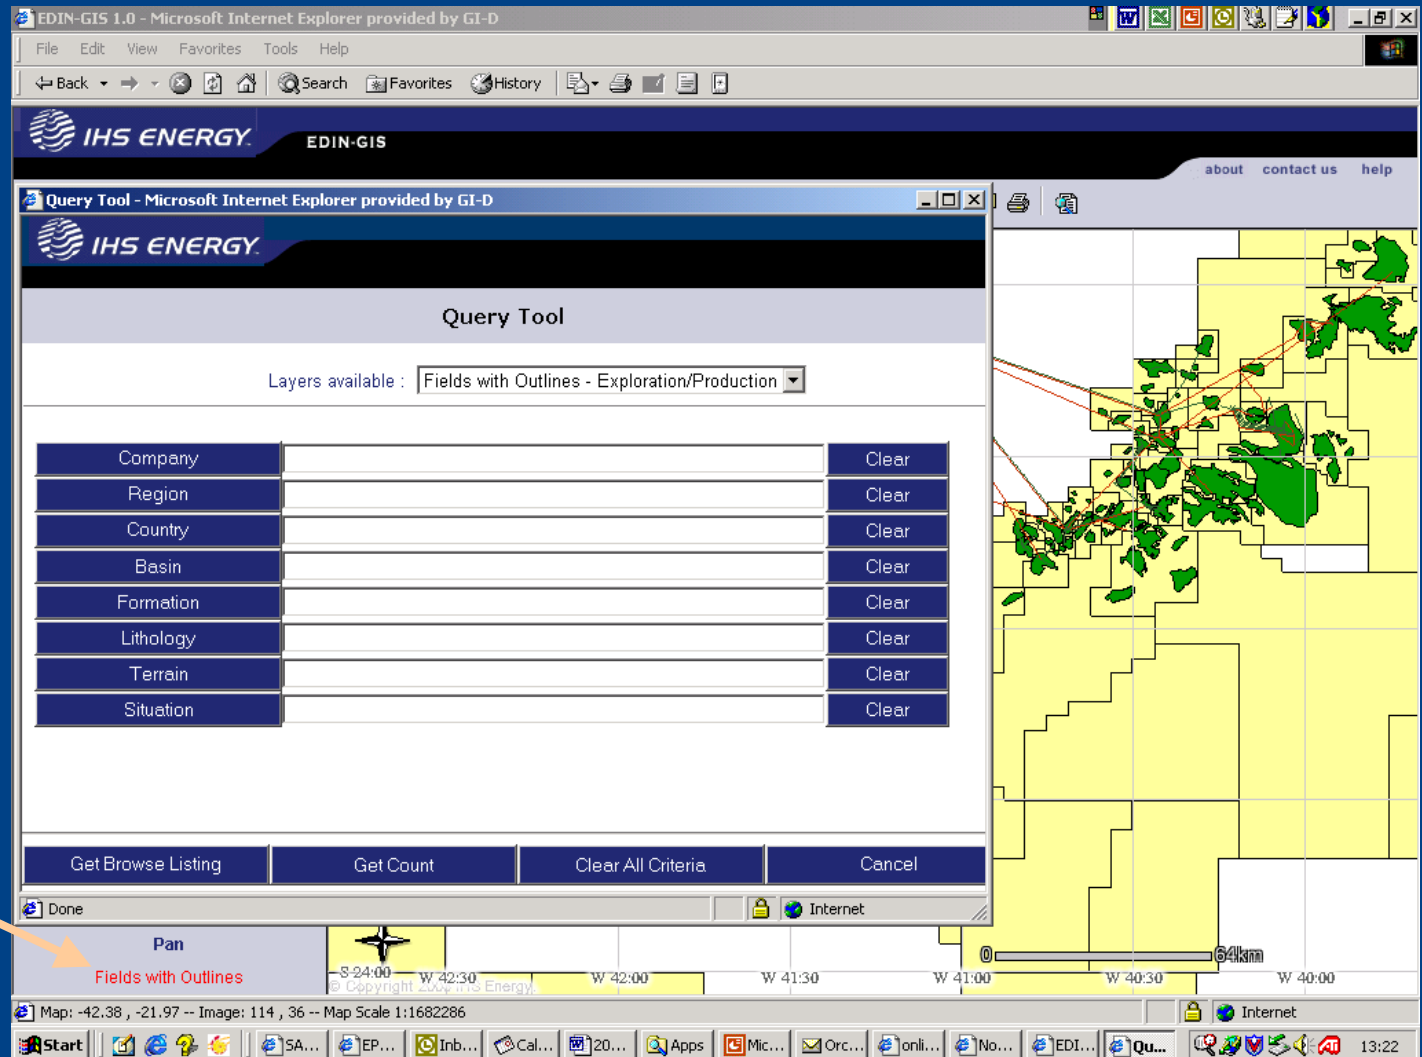 EDIN-GIS 1.0 - Microsoft Internet Explorer provided by GI-D
File Edit View Favorites Tools Help
Back Search Favorites History
IHS ENERGY. EDIN-GIS
about contact us help
Query Tool - Microsoft Internet Explorer provided by GI-D
IHS ENERGY.
Query Tool
Layers available : Fields with Outlines - Exploration/Production
Company Clear
Region Clear
Country Clear
Basin Clear
Formation Clear
Lithology Clear
Terrain Clear
Situation Clear
Get Browse Listing Get Count Clear All Criteria Cancel
Done Internet
Pan
0 64km
Fields with Outlines
S 24:00 W 42:30 W 42:00 W 41:30 W 41:00 W 40:30 W 40:00
© Copyright IHS Energy.
Map: -42.38 , -21.97 -- Image: 114 , 36 -- Map Scale 1:1682286 Internet
Start SA... EP... Inb... Cal... 20... Apps Mic... Orc... onli... No... EDI... Qu... 13:22